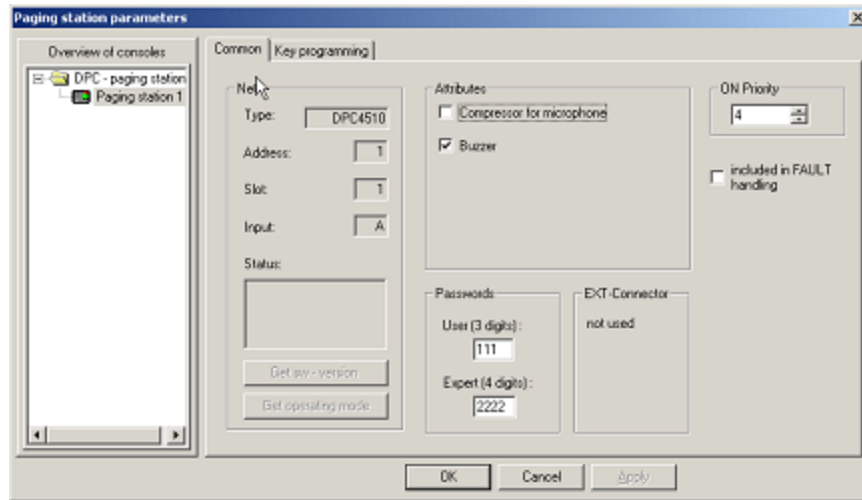 Paging station parameters
Overview of consoles
DPC - paging station
Paging station 1
Common
Key programming
Type:
DPC4510
Address:
1
Slot:
1
Input:
A
Status:
Get sw - version
Get operating mode
Attributes
Compressor for microphone
Buzzer
Passwords
User (3 digits) :
111
Expert (4 digits) :
2222
EXT-Connector
not used
ON Priority
4
included in FAULT
handling
OK
Cancel
Apply